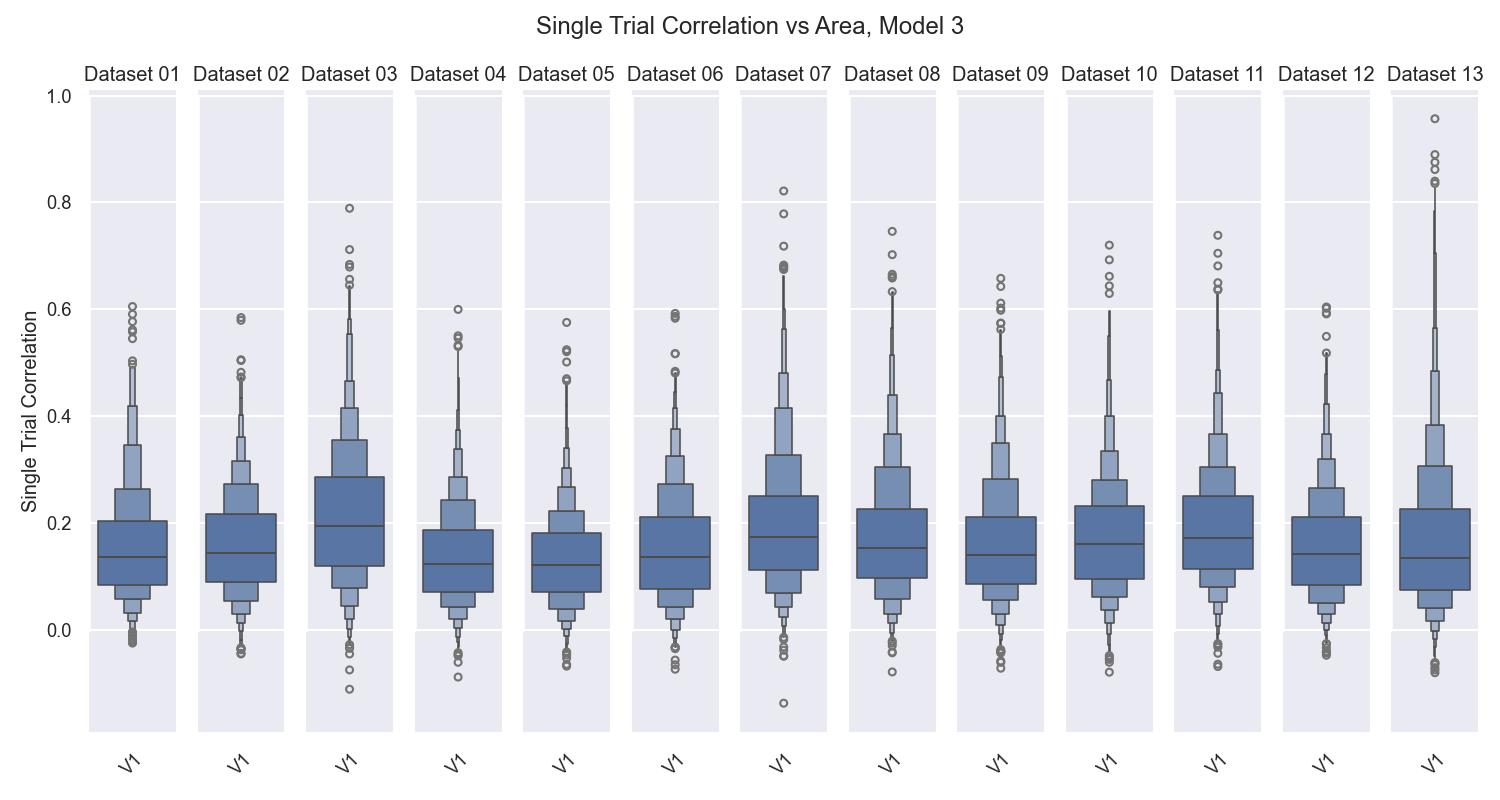 Single Trial Correlation vs Area, Model 3
Dataset 01 Dataset 02 Dataset 03 Dataset 04 Dataset 05 Dataset 06 Dataset 07 Dataset 08 Dataset 09 Dataset 10 Dataset 11 Dataset 12 Dataset 13
1.0
0.8
0.6
0.4
0.2
0.0
Single Trial Correlation
V1 V1 V1 V1 V1 V1 V1 V1 V1 V1 V1 V1 V1